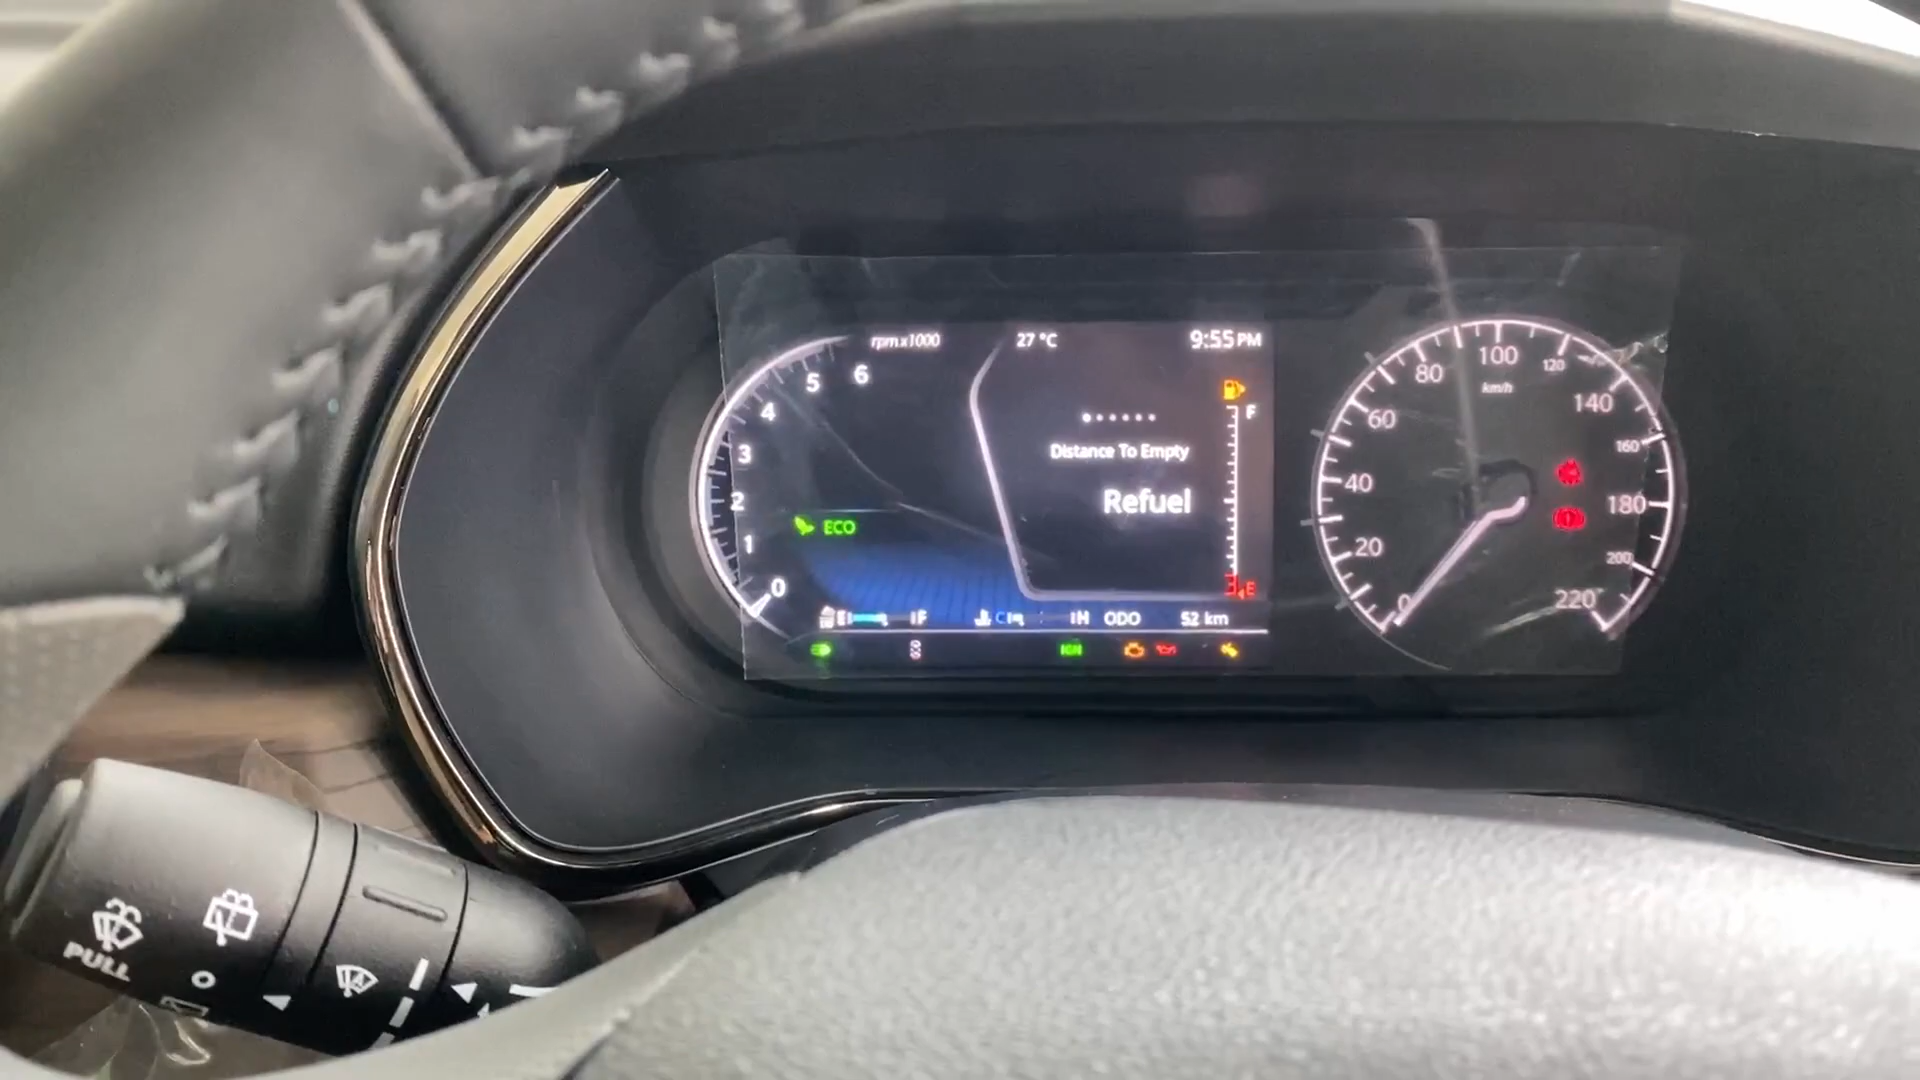 rpm x1000
27 °C
9:55 PM
6
5
4
3
2
1
0
F
Distance To Empty
Refuel
ECO
E
E
F
C
H
ODO
52 km
100
80
120
km/h
60
140
160
40
180
20
200
0
220
PULL